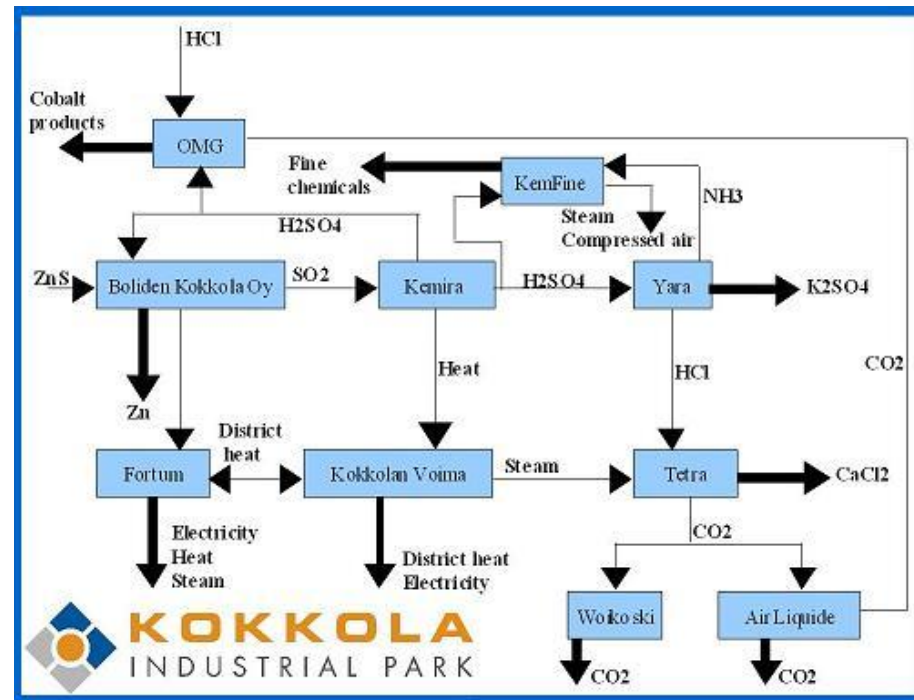 HCl
Cobalt
products
OMG
Fine
chemicals
KemFine
NH3
Steam
Compressed air
H2SO4
ZnS
Boliden Kokkola Oy
SO2
Kemira
H2SO4
Yara
K2SO4
Heat
HCl
CO2
Zn
District
heat
Fortum
Kokkolan Voima
Steam
Tetra
CaCl2
Electricity
Heat
Steam
District heat
Electricity
CO2
Woikoski
Air Liquide
CO2
CO2
KOKKOLA
INDUSTRIAL PARK